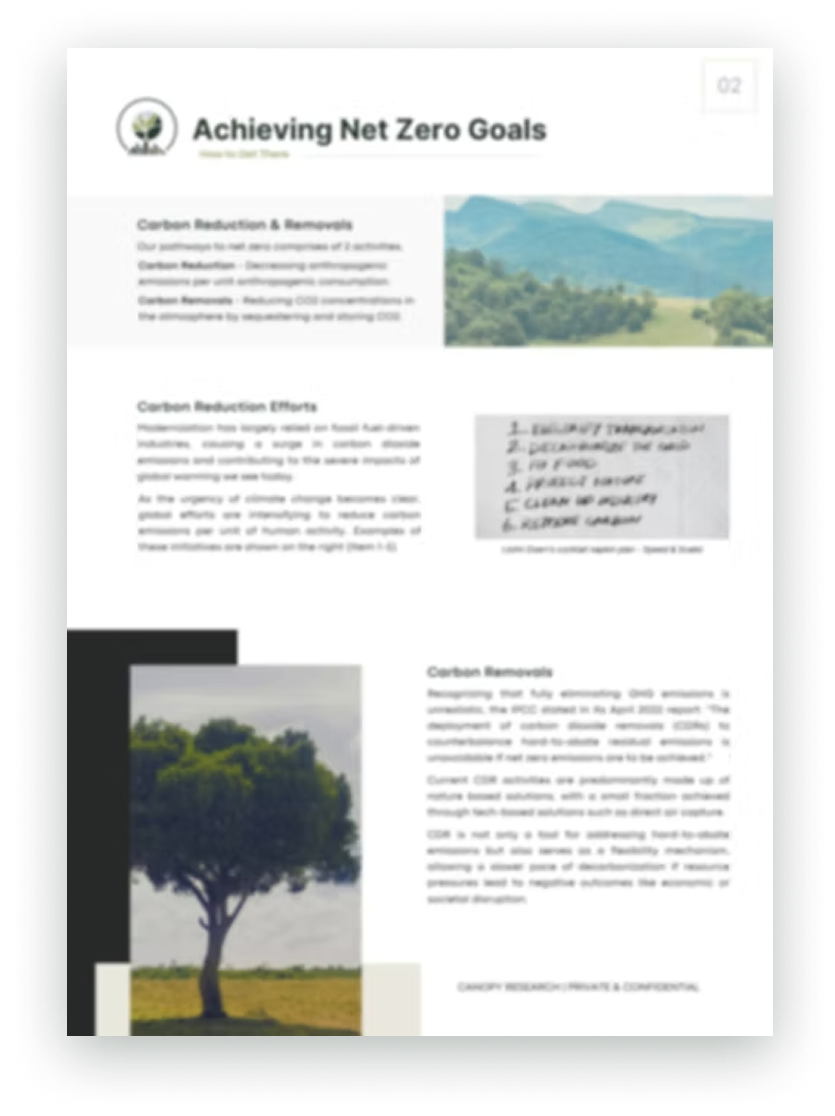 02
Achieving Net Zero Goals
How to Get There
Carbon Reduction & Removals
Our pathways to net zero comprises of 2 activities.
Carbon Reduction - Decreasing anthropogenic
emissions per unit anthropogenic consumption.
Carbon Removals - Reducing CO2 concentrations in
the atmosphere by sequestering and storing CO2.
Carbon Reduction Efforts
Modernization has largely relied on fossil fuel-driven
industries, causing a surge in carbon dioxide
emissions and contributing to the severe impacts of
global warming we see today.
As the urgency of climate change becomes clear,
global efforts are intensifying to reduce carbon
emissions per unit of human activity. Examples of
these initiatives are shown on the right (Item 1-5).
1. ELECTRIFY TRANSPORTATION
2. DECARBONIZE THE GRID
3. FIX FOOD
4. PROTECT NATURE
5. CLEAN UP INDUSTRY
6. REMOVE CARBON
(John Doerr's cocktail napkin plan - Speed & Scale)
Carbon Removals
Recognizing that fully eliminating GHG emissions is
unrealistic, the IPCC stated in its April 2022 report: "The
deployment of carbon dioxide removals (CDRs) to
counterbalance hard-to-abate residual emissions is
unavoidable if net zero emissions are to be achieved."
Current CDR activities are predominantly made up of
nature based solutions, with a small fraction achieved
through tech-based solutions such as direct air capture.
CDR is not only a tool for addressing hard-to-abate
emissions but also serves as a flexibility mechanism,
allowing a slower pace of decarbonization if resource
pressures lead to negative outcomes like economic or
societal disruption.
CANOPY RESEARCH | PRIVATE & CONFIDENTIAL